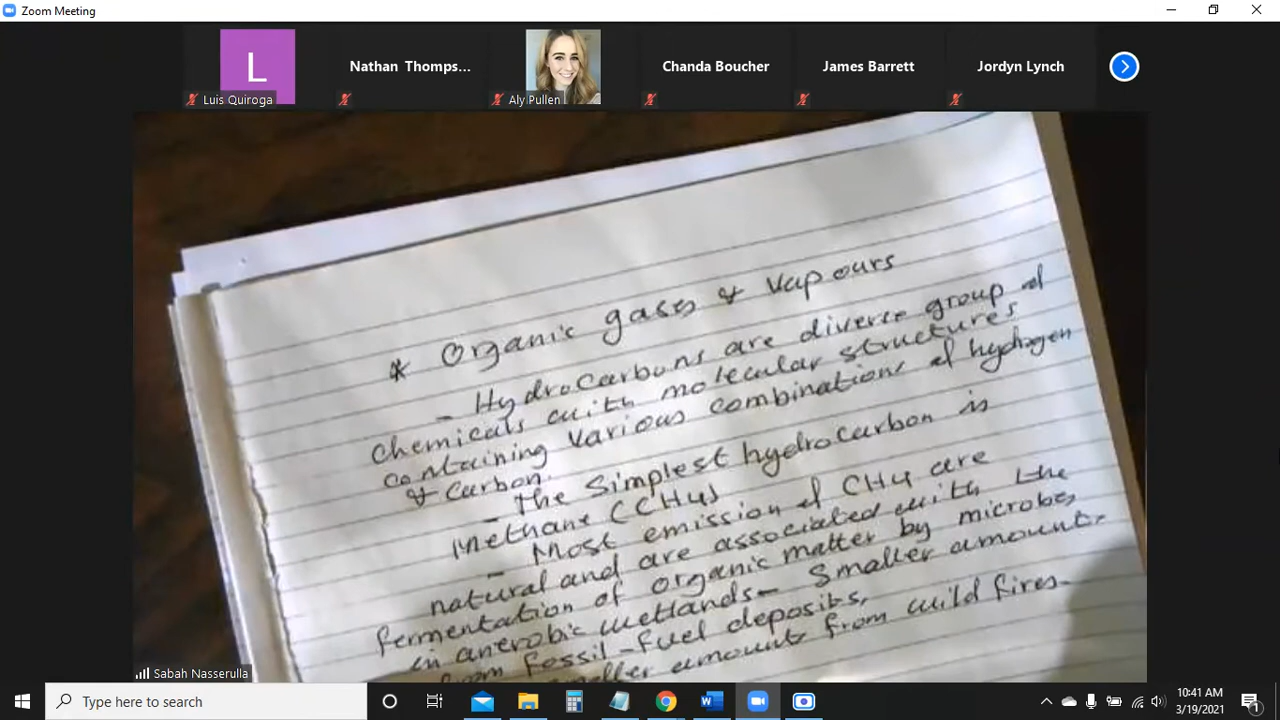 Zoom Meeting
L
Luis Quiroga
Nathan Thomps...
Aly Pullen
Chanda Boucher
James Barrett
Jordyn Lynch
* Organic gases & Vapours
- Hydrocarbons are diverse group of
chemicals with molecular structures
containing various combinations of hydrogen
& Carbon.
- The Simplest hydrocarbon is
Methane (CH4)
- Most emission of CH4 are
natural and are associated with the
fermentation of organic matter by microbes
in anerobic wetlands- Smaller amount
from Fossil-fuel deposits,
smaller amount from wild fires-
Sabah Nasserulla
Type here to search
10:41 AM
3/19/2021
1